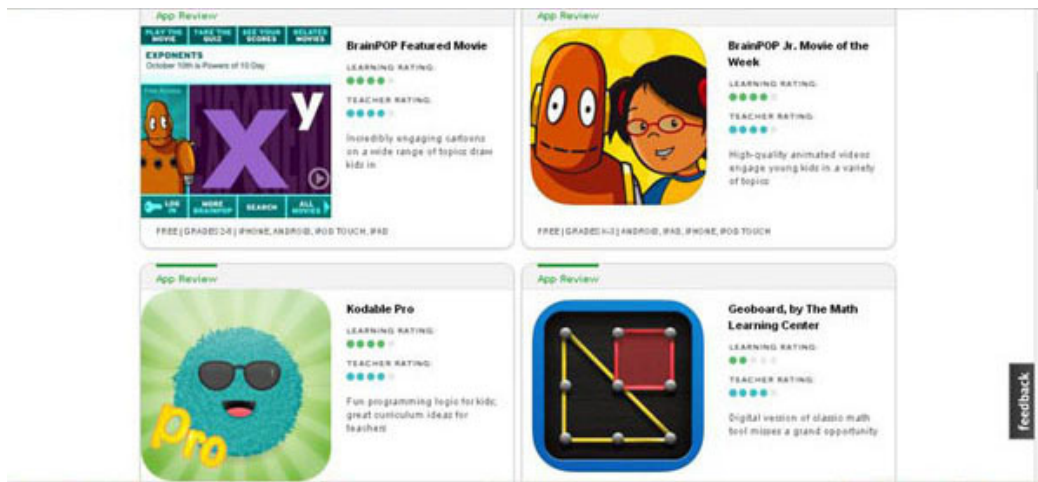 App Review
PLAY THE MOVIE
TAKE THE QUIZ
SEE YOUR SCORES
RELATED MOVIES
EXPONENTS
October 10th is Powers of 10 Day
Free Access
X y
LOG IN
MORE BRAINPOP
SEARCH
ALL MOVIES
BrainPOP Featured Movie
LEARNING RATING:
TEACHER RATING:
Incredibly engaging cartoons
on a wide range of topics draw
kids in
FREE | GRADES 2-8 | IPHONE, ANDROID, IPOD TOUCH, IPAD
App Review
BrainPOP Jr. Movie of the
Week
LEARNING RATING:
TEACHER RATING:
High-quality animated videos
engage young kids in a variety
of topics
FREE | GRADES K-3 | ANDROID, IPAD, IPHONE, IPOD TOUCH
App Review
pro
Kodable Pro
LEARNING RATING:
TEACHER RATING:
Fun programming logic for kids;
great curriculum ideas for
teachers
App Review
Geoboard, by The Math
Learning Center
LEARNING RATING:
TEACHER RATING:
Digital version of classic math
tool misses a grand opportunity
feedback